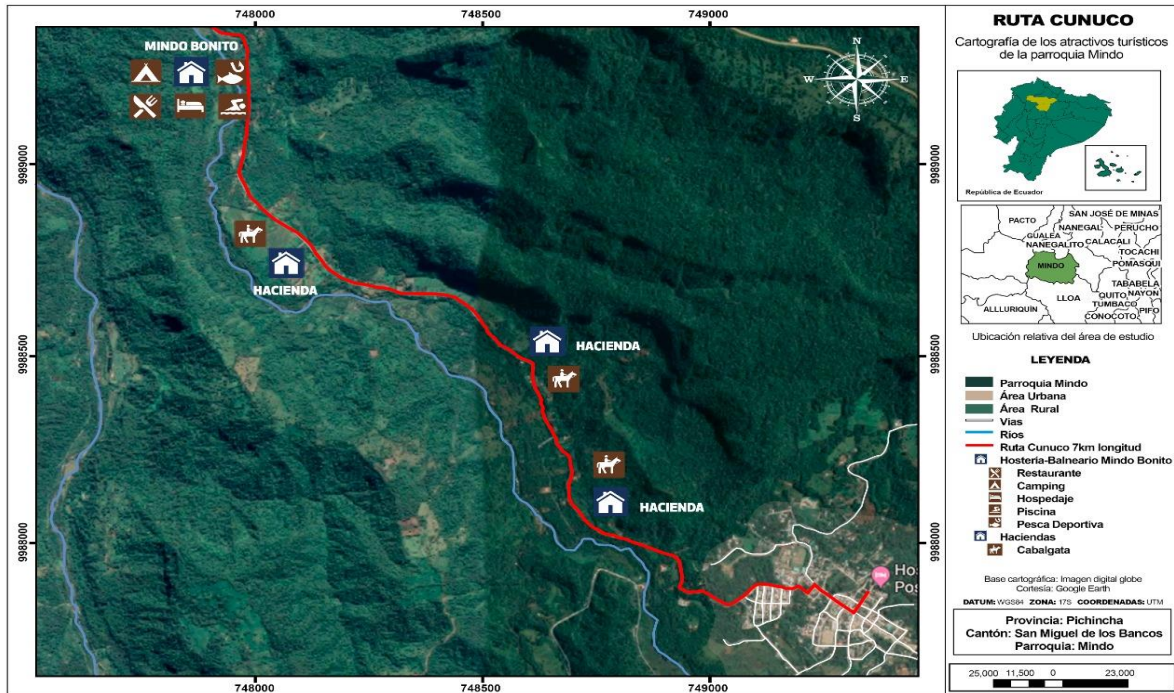 748000
748500
749000
9989000
9988500
9988000
9989000
9988500
9988000
748000
748500
749000
MINDO BONITO
HACIENDA
HACIENDA
HACIENDA
N
W
E
S
Hos
Pos
RUTA CUNUCO
Cartografía de los atractivos turísticos
de la parroquia Mindo
República de Ecuador
PACTO
SAN JOSÉ DE MINAS
NANEGAL
PERUCHO
GUALEA
NANEGALITO
CALACALI
TOCACHI
MINDO
POMASQUI
TABABELA
LLOA
QUITO
NAYON
TUMBACO
PIFO
ALLLURIQUÍN
CONOCOTO
Ubicación relativa del área de estudio
LEYENDA
Parroquia Mindo
Área Urbana
Área Rural
Vías
Ríos
Ruta Cunuco 7km longitud
Hostería-Balneario Mindo Bonito
Restaurante
Camping
Hospedaje
Piscina
Pesca Deportiva
Haciendas
Cabalgata
Base cartográfica: Imagen digital globe
Cortesía: Google Earth
DATUM: WGS84 ZONA: 17S COORDENADAS: UTM
Provincia: Pichincha
Cantón: San Miguel de los Bancos
Parroquia: Mindo
25,000 11,500 0 23,000